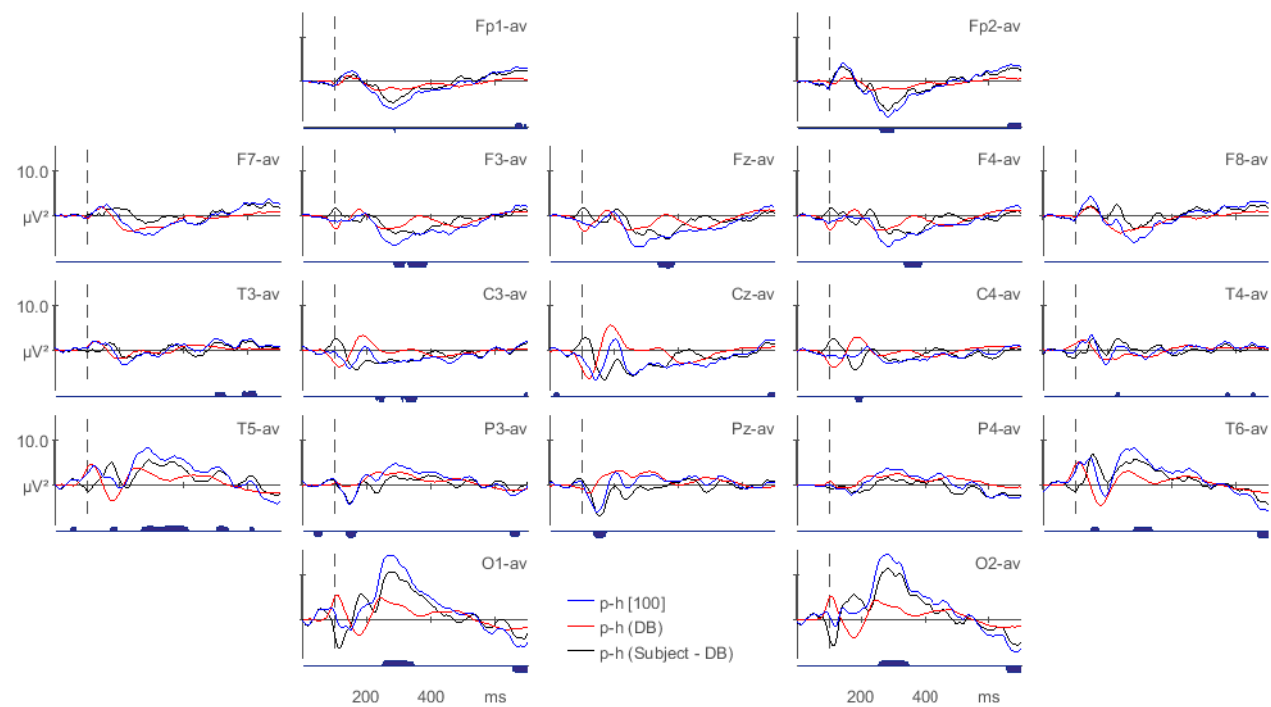 Fp1-av
Fp2-av
10.0
µV²
F7-av
F3-av
Fz-av
F4-av
F8-av
10.0
µV²
T3-av
C3-av
Cz-av
C4-av
T4-av
10.0
µV²
T5-av
P3-av
Pz-av
P4-av
T6-av
O1-av
O2-av
p-h [100]
p-h (DB)
p-h (Subject - DB)
200 400 ms
200 400 ms